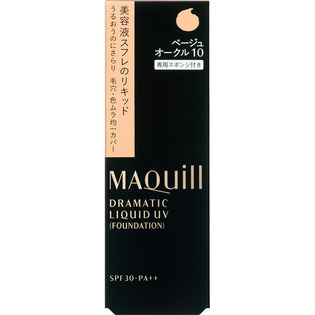 美容液スフレのリキッド
うるおうのにさらり 毛穴・色ムラ均一カバー
ベージュ
オークル10
専用スポンジ付き
MAQuill
DRAMATIC
LIQUID UV
(FOUNDATION)
SPF30・PA++